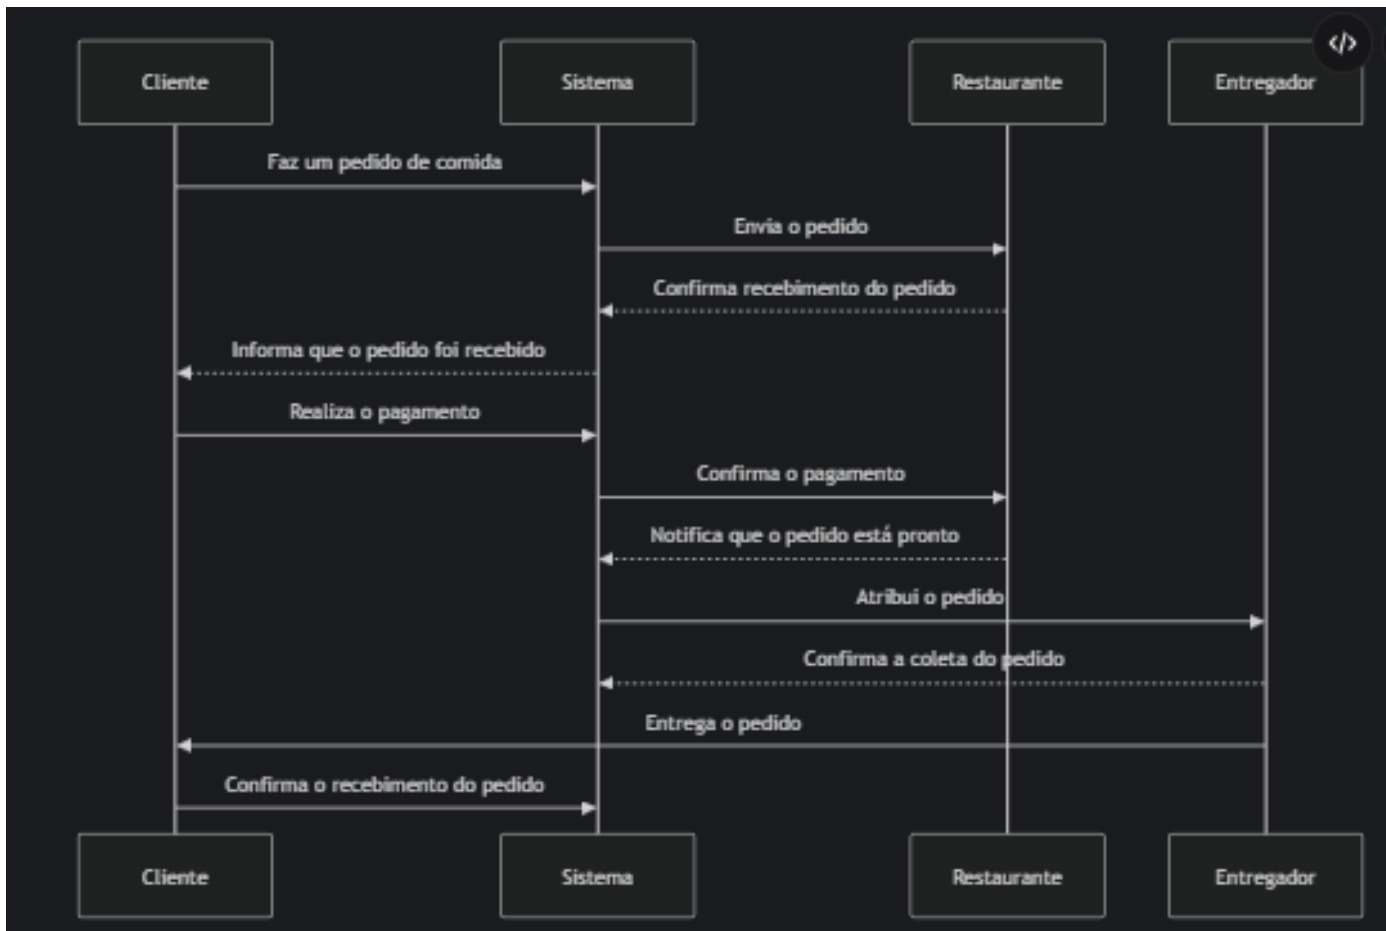 Cliente
Sistema
Restaurante
Entregador
</>
Faz um pedido de comida
Envia o pedido
Confirma recebimento do pedido
Informa que o pedido foi recebido
Realiza o pagamento
Confirma o pagamento
Notifica que o pedido está pronto
Atribui o pedido
Confirma a coleta do pedido
Entrega o pedido
Confirma o recebimento do pedido
Cliente
Sistema
Restaurante
Entregador